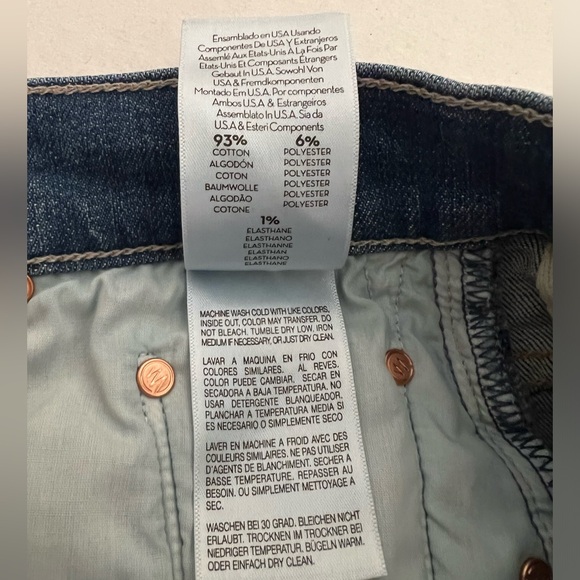 Ensamblado en USA Usando
Componentes De USA Y Extranjeros
Assemlé Aux Etats-Unis À La Fois Par
Etats-Unis Et Composants Étrangers
Gebaut In U.S.A. Sowohl Von
USA & Fremdkomponenten
Montado Em U.S.A. Por componentes
Ambos U.S.A & Estrangeiros
Assemblato In U.S. Sia da
U.S.A & Esteri Components
93% 6%
COTTON POLYESTER
ALGODÓN POLYESTER
COTON POLYESTER
BAUMWOLLE POLYESTER
ALGODÃO POLYESTER
COTONE POLYESTER
1%
ELASTHANE
ELASTHANO
ELASTHANNE
ELASTHAN
ELASTHANO
ELASTHANE
MACHINE WASH COLD WITH LIKE COLORS,
INSIDE OUT, COLOR MAY TRANSFER. DO
NOT BLEACH. TUMBLE DRY LOW. IRON
MEDIUM IF NECESSARY, OR JUST DRY CLEAN.
LAVAR A MAQUINA EN FRIO CON
COLORES SIMILARES. AL REVES.
COLOR PUEDE CAMBIAR. SECAR EN
SECADORA A BAJA TEMPERATURA. NO
USAR DETERGENTE BLANQUEADOR.
PLANCHAR A TEMPERATURA MEDIA SI
ES NECESARIO O SIMPLEMENTE SECO
LAVER EN MACHINE A FROID AVEC DES
COULEURS SIMILAIRES. NE PAS UTILISER
D'AGENTS DE BLANCHIMENT. SECHER A
BASSE TEMPERATURE. REPASSER AU
BESOIN. OU SIMPLEMENT METTOYAGE A
SEC.
WASCHEN BEI 30 GRAD. BLEICHEN NICHT
ERLAUBT. TROCKNEN IM TROCKNER BEI
NIEDRIGER TEMPERATUR. BÜGELN WARM.
ODER EINFACH DRY CLEAN.